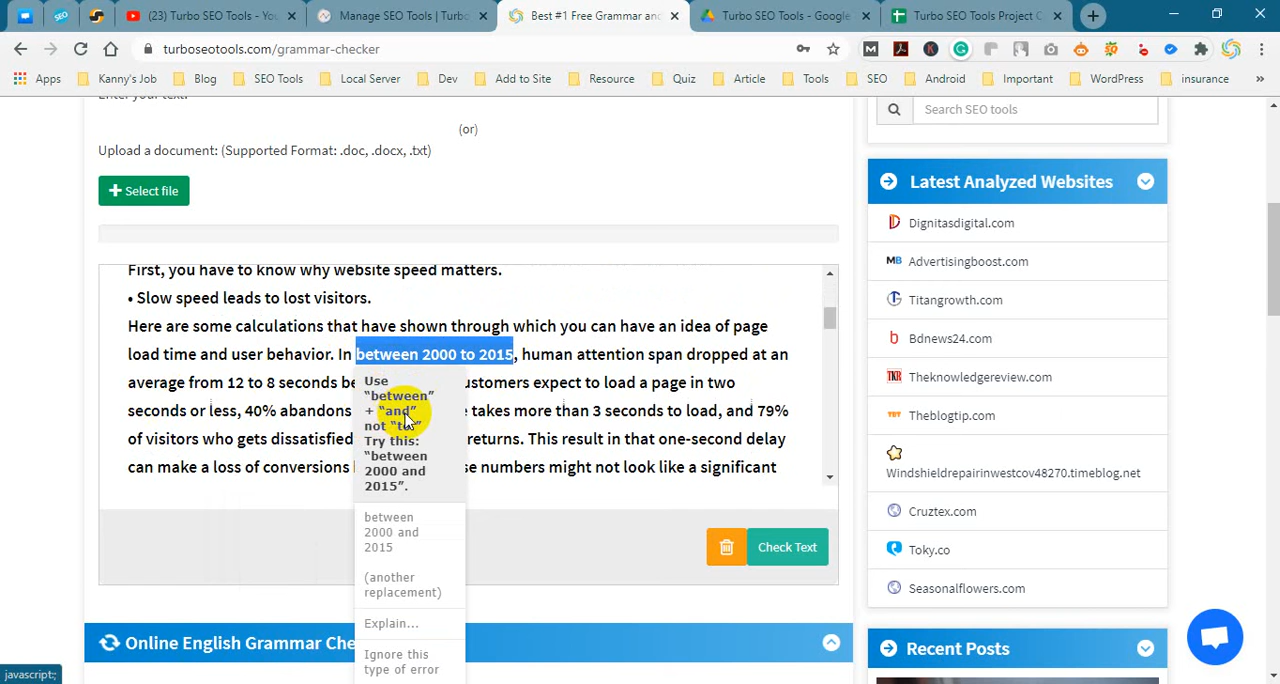 (23) Turbo SEO Tools - You
Manage SEO Tools | Turbo
Best #1 Free Grammar and
Turbo SEO Tools - Google
Turbo SEO Tools Project C
turboseotools.com/grammar-checker
Apps
Kanny's Job
Blog
SEO Tools
Local Server
Dev
Add to Site
Resource
Quiz
Article
Tools
SEO
Android
Important
WordPress
insurance
»
Enter your text:
(or)
Upload a document: (Supported Format: .doc, .docx, .txt)
Select file
First, you have to know why website speed matters.
• Slow speed leads to lost visitors.
Here are some calculations that have shown through which you can have an idea of page
load time and user behavior. In between 2000 to 2015, human attention span dropped at an
average from 12 to 8 seconds be ustomers expect to load a page in two
seconds or less, 40% abandons e takes more than 3 seconds to load, and 79%
of visitors who gets dissatisfied returns. This result in that one-second delay
can make a loss of conversions se numbers might not look like a significant
Use
"between"
+ "and"
not "to"
Try this:
"between
2000 and
2015".
between
2000 and
2015
(another
replacement)
Explain...
Ignore this
type of error
Check Text
Online English Grammar Che
Search SEO tools
Latest Analyzed Websites
Dignitasdigital.com
MB Advertisingboost.com
Titangrowth.com
Bdnews24.com
TKR Theknowledgereview.com
Theblogtip.com
Windshieldrepairinwestcov48270.timeblog.net
Cruztex.com
Toky.co
Seasonalflowers.com
Recent Posts
javascript:;